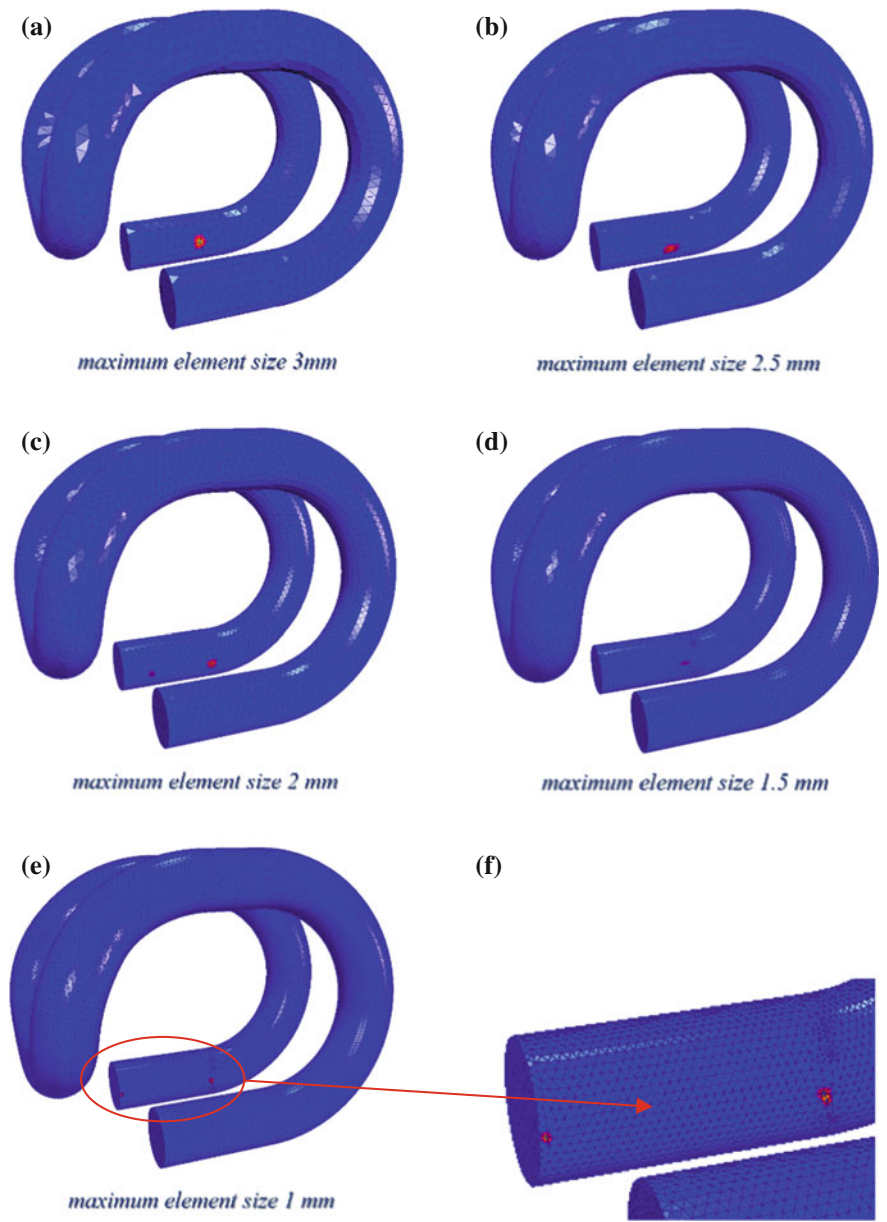 (a)
(b)
maximum element size 3mm
maximum element size 2.5 mm
(c)
(d)
maximum element size 2 mm
maximum element size 1.5 mm
(e)
(f)
maximum element size 1 mm